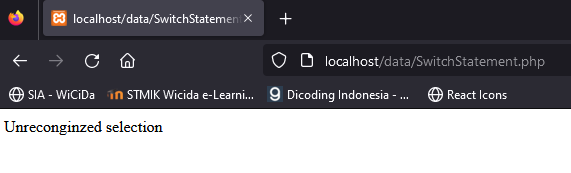 localhost/data/SwitchStatement
localhost/data/SwitchStatement.php
SIA - WiCiDa
STMIK Wicida e-Learni...
Dicoding Indonesia - ...
React Icons
Unreconginzed selection